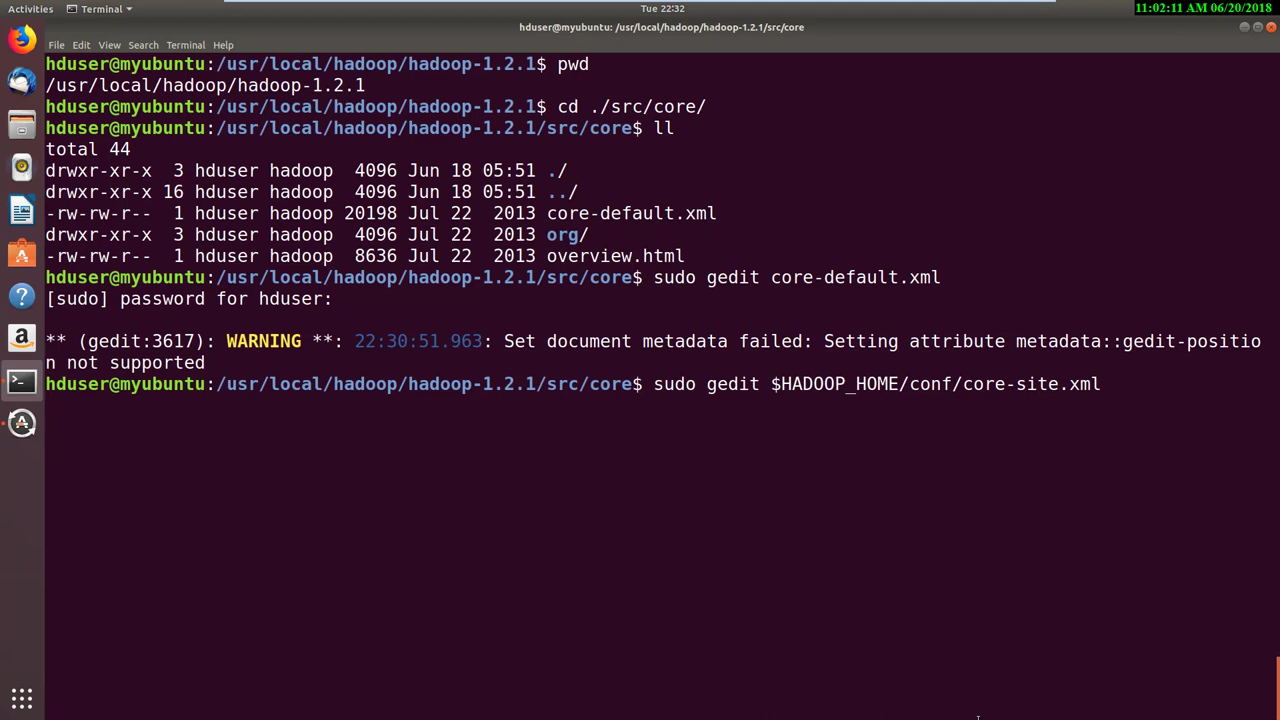 Activities Terminal Tue 22:32 11:02:11 AM 06/20/2018
hduser@myubuntu: /usr/local/hadoop/hadoop-1.2.1/src/core
File Edit View Search Terminal Help
hduser@myubuntu:/usr/local/hadoop/hadoop-1.2.1$ pwd
/usr/local/hadoop/hadoop-1.2.1
hduser@myubuntu:/usr/local/hadoop/hadoop-1.2.1$ cd ./src/core/
hduser@myubuntu:/usr/local/hadoop/hadoop-1.2.1/src/core$ ll
total 44
drwxr-xr-x  3 hduser hadoop  4096 Jun 18 05:51 ./
drwxr-xr-x 16 hduser hadoop  4096 Jun 18 05:51 ../
-rw-rw-r--  1 hduser hadoop 20198 Jul 22  2013 core-default.xml
drwxr-xr-x  3 hduser hadoop  4096 Jul 22  2013 org/
-rw-rw-r--  1 hduser hadoop  8636 Jul 22  2013 overview.html
hduser@myubuntu:/usr/local/hadoop/hadoop-1.2.1/src/core$ sudo gedit core-default.xml
[sudo] password for hduser:
** (gedit:3617): WARNING **: 22:30:51.963: Set document metadata failed: Setting attribute metadata::gedit-positio
n not supported
hduser@myubuntu:/usr/local/hadoop/hadoop-1.2.1/src/core$ sudo gedit $HADOOP_HOME/conf/core-site.xml